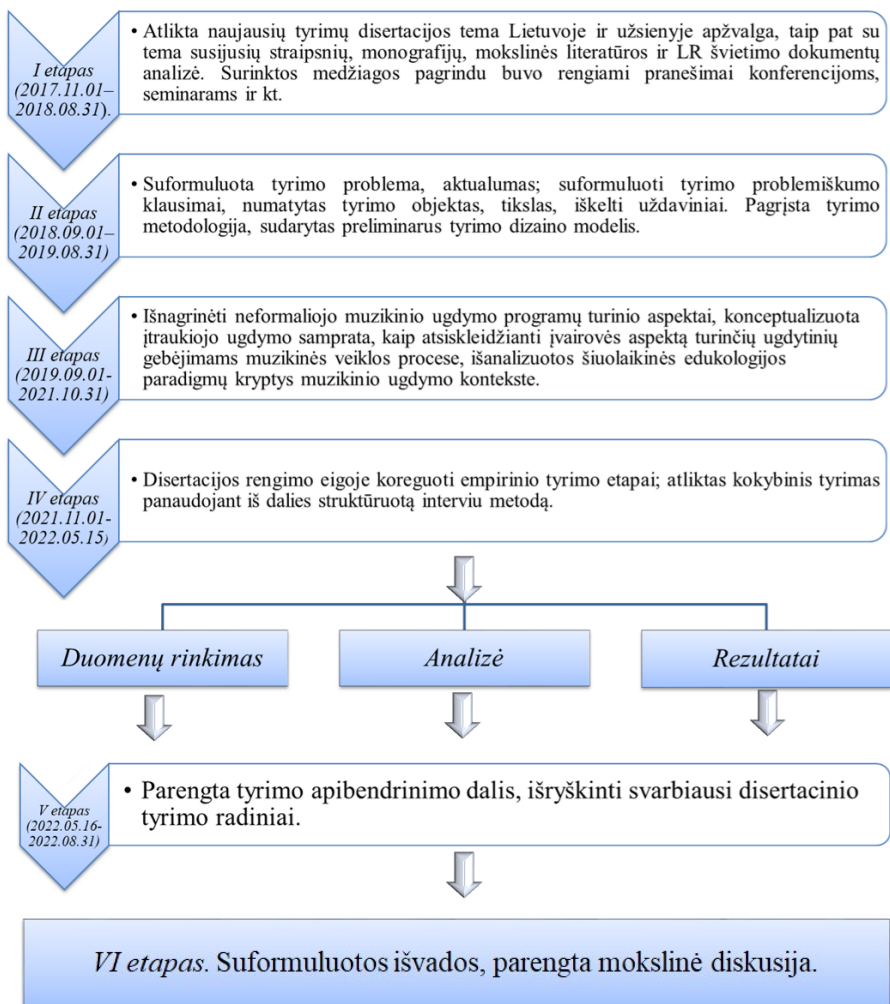 I etapas
(2017.11.01–
2018.08.31).
• Atlikta naujausių tyrimų disertacijos tema Lietuvoje ir užsienyje apžvalga, taip pat su
tema susijusių straipsnių, monografijų, mokslinės literatūros ir LR švietimo dokumentų
analizė. Surinktos medžiagos pagrindu buvo rengiami pranešimai konferencijoms,
seminarams ir kt.
II etapas
(2018.09.01–
2019.08.31)
• Suformuluota tyrimo problema, aktualumas; suformuluoti tyrimo problemiškumo
klausimai, numatytas tyrimo objektas, tikslas, iškelti uždaviniai. Pagrįsta tyrimo
metodologija, sudarytas preliminarus tyrimo dizaino modelis.
III etapas
(2019.09.01-
2021.10.31)
• Išnagrinėti neformaliojo muzikinio ugdymo programų turinio aspektai, konceptualizuota
įtraukiojo ugdymo samprata, kaip atsiskleidžianti įvairovės aspektą turinčių ugdytinių
gebėjimams muzikinės veiklos procese, išanalizuotos šiuolaikinės edukologijos
paradigmų kryptys muzikinio ugdymo kontekste.
IV etapas
(2021.11.01-
2022.05.15)
• Disertacijos rengimo eigoje koreguoti empirinio tyrimo etapai; atliktas kokybinis tyrimas
panaudojant iš dalies struktūruotą interviu metodą.
Duomenų rinkimas
Analizė
Rezultatai
V etapas
(2022.05.16-
2022.08.31)
• Parengta tyrimo apibendrinimo dalis, išryškinti svarbiausi disertacinio
tyrimo radiniai.
VI etapas. Suformuluotos išvados, parengta mokslinė diskusija.